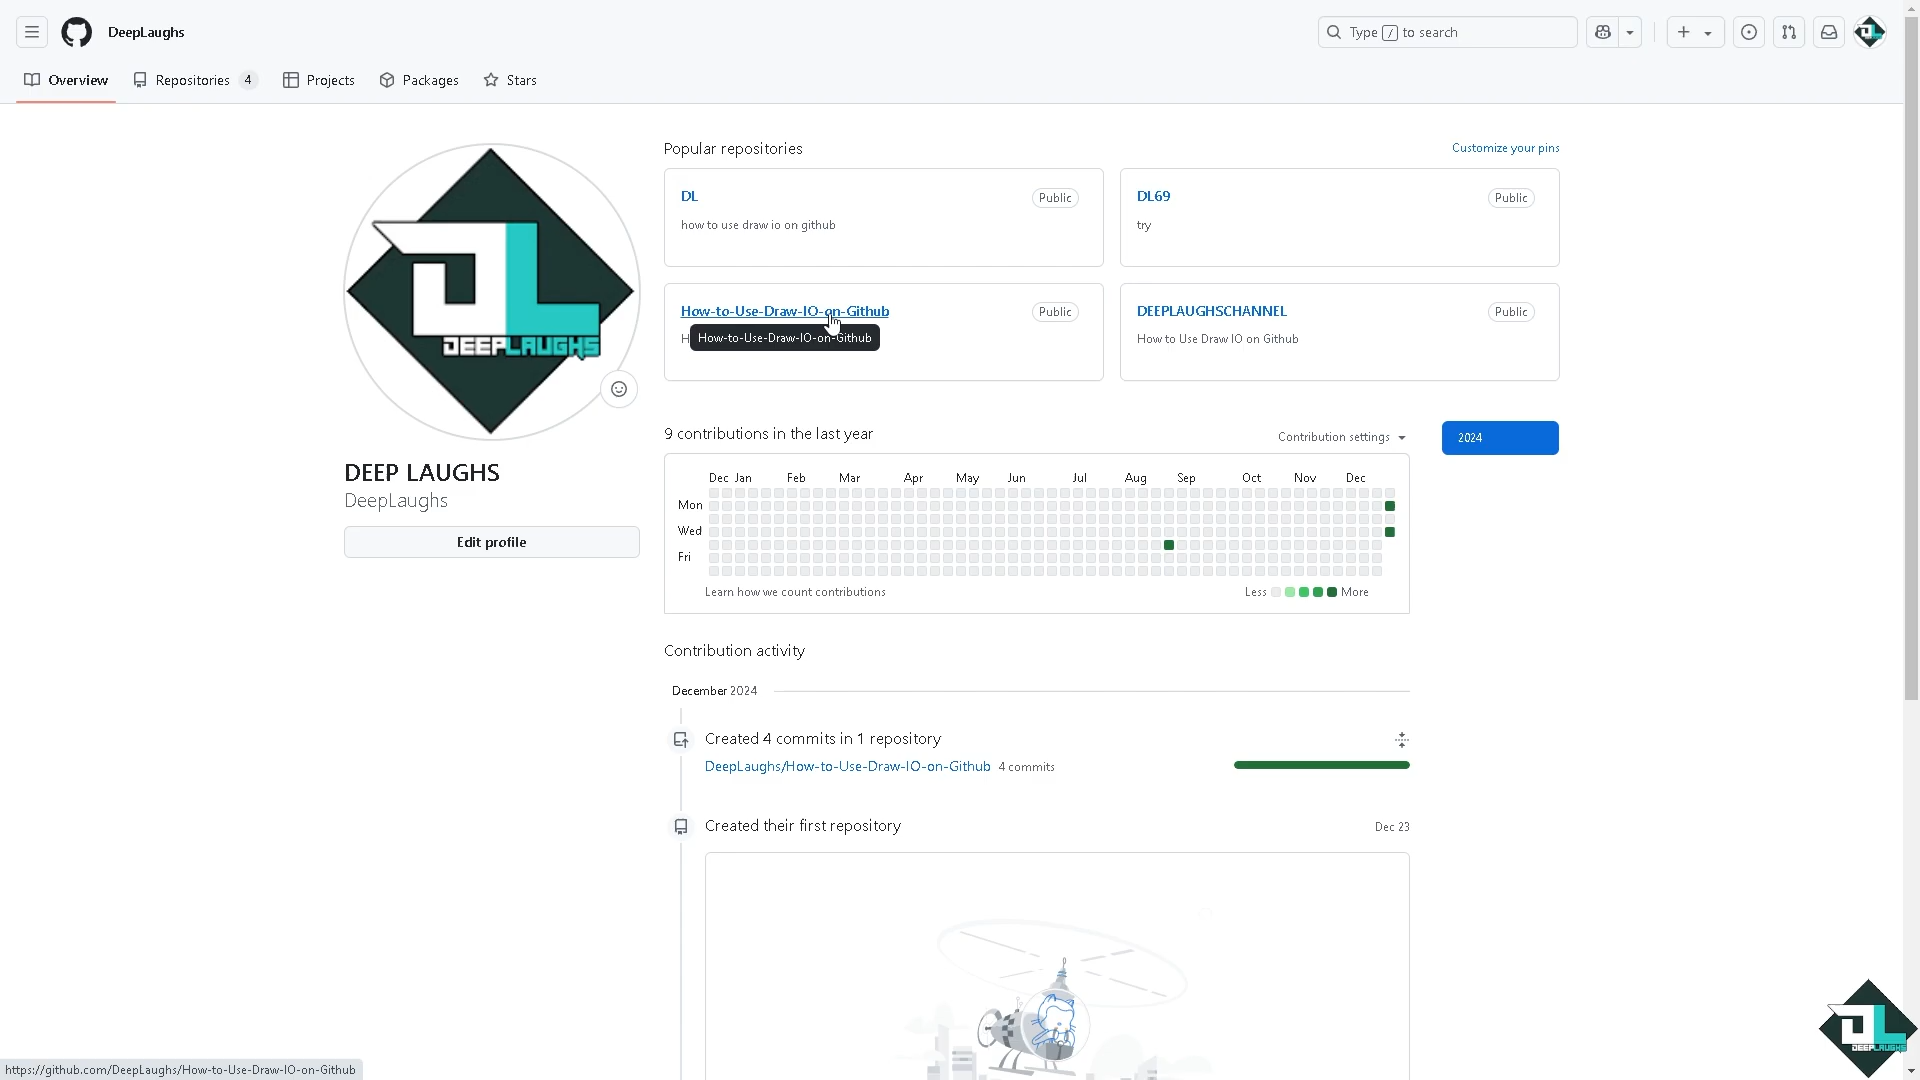 DeepLaughs
Type / to search
Overview
Repositories 4
Projects
Packages
Stars
Popular repositories
Customize your pins
DL
Public
how to use draw io on github
DL69
Public
try
How-to-Use-Draw-IO-on-Github
Public
H
How-to-Use-Draw-IO-on-Github
DEEPLAUGHSCHANNEL
Public
How to Use Draw IO on Github
DL
DEEPLAUGHS
DEEP LAUGHS
DeepLaughs
Edit profile
9 contributions in the last year
Contribution settings
2024
Dec Jan Feb Mar Apr May Jun Jul Aug Sep Oct Nov Dec
Mon
Wed
Fri
Learn how we count contributions
Less
More
Contribution activity
December 2024
Created 4 commits in 1 repository
DeepLaughs/How-to-Use-Draw-IO-on-Github 4 commits
Created their first repository
Dec 23
DL
DEEPLAUGHS
https://github.com/DeepLaughs/How-to-Use-Draw-IO-on-Github